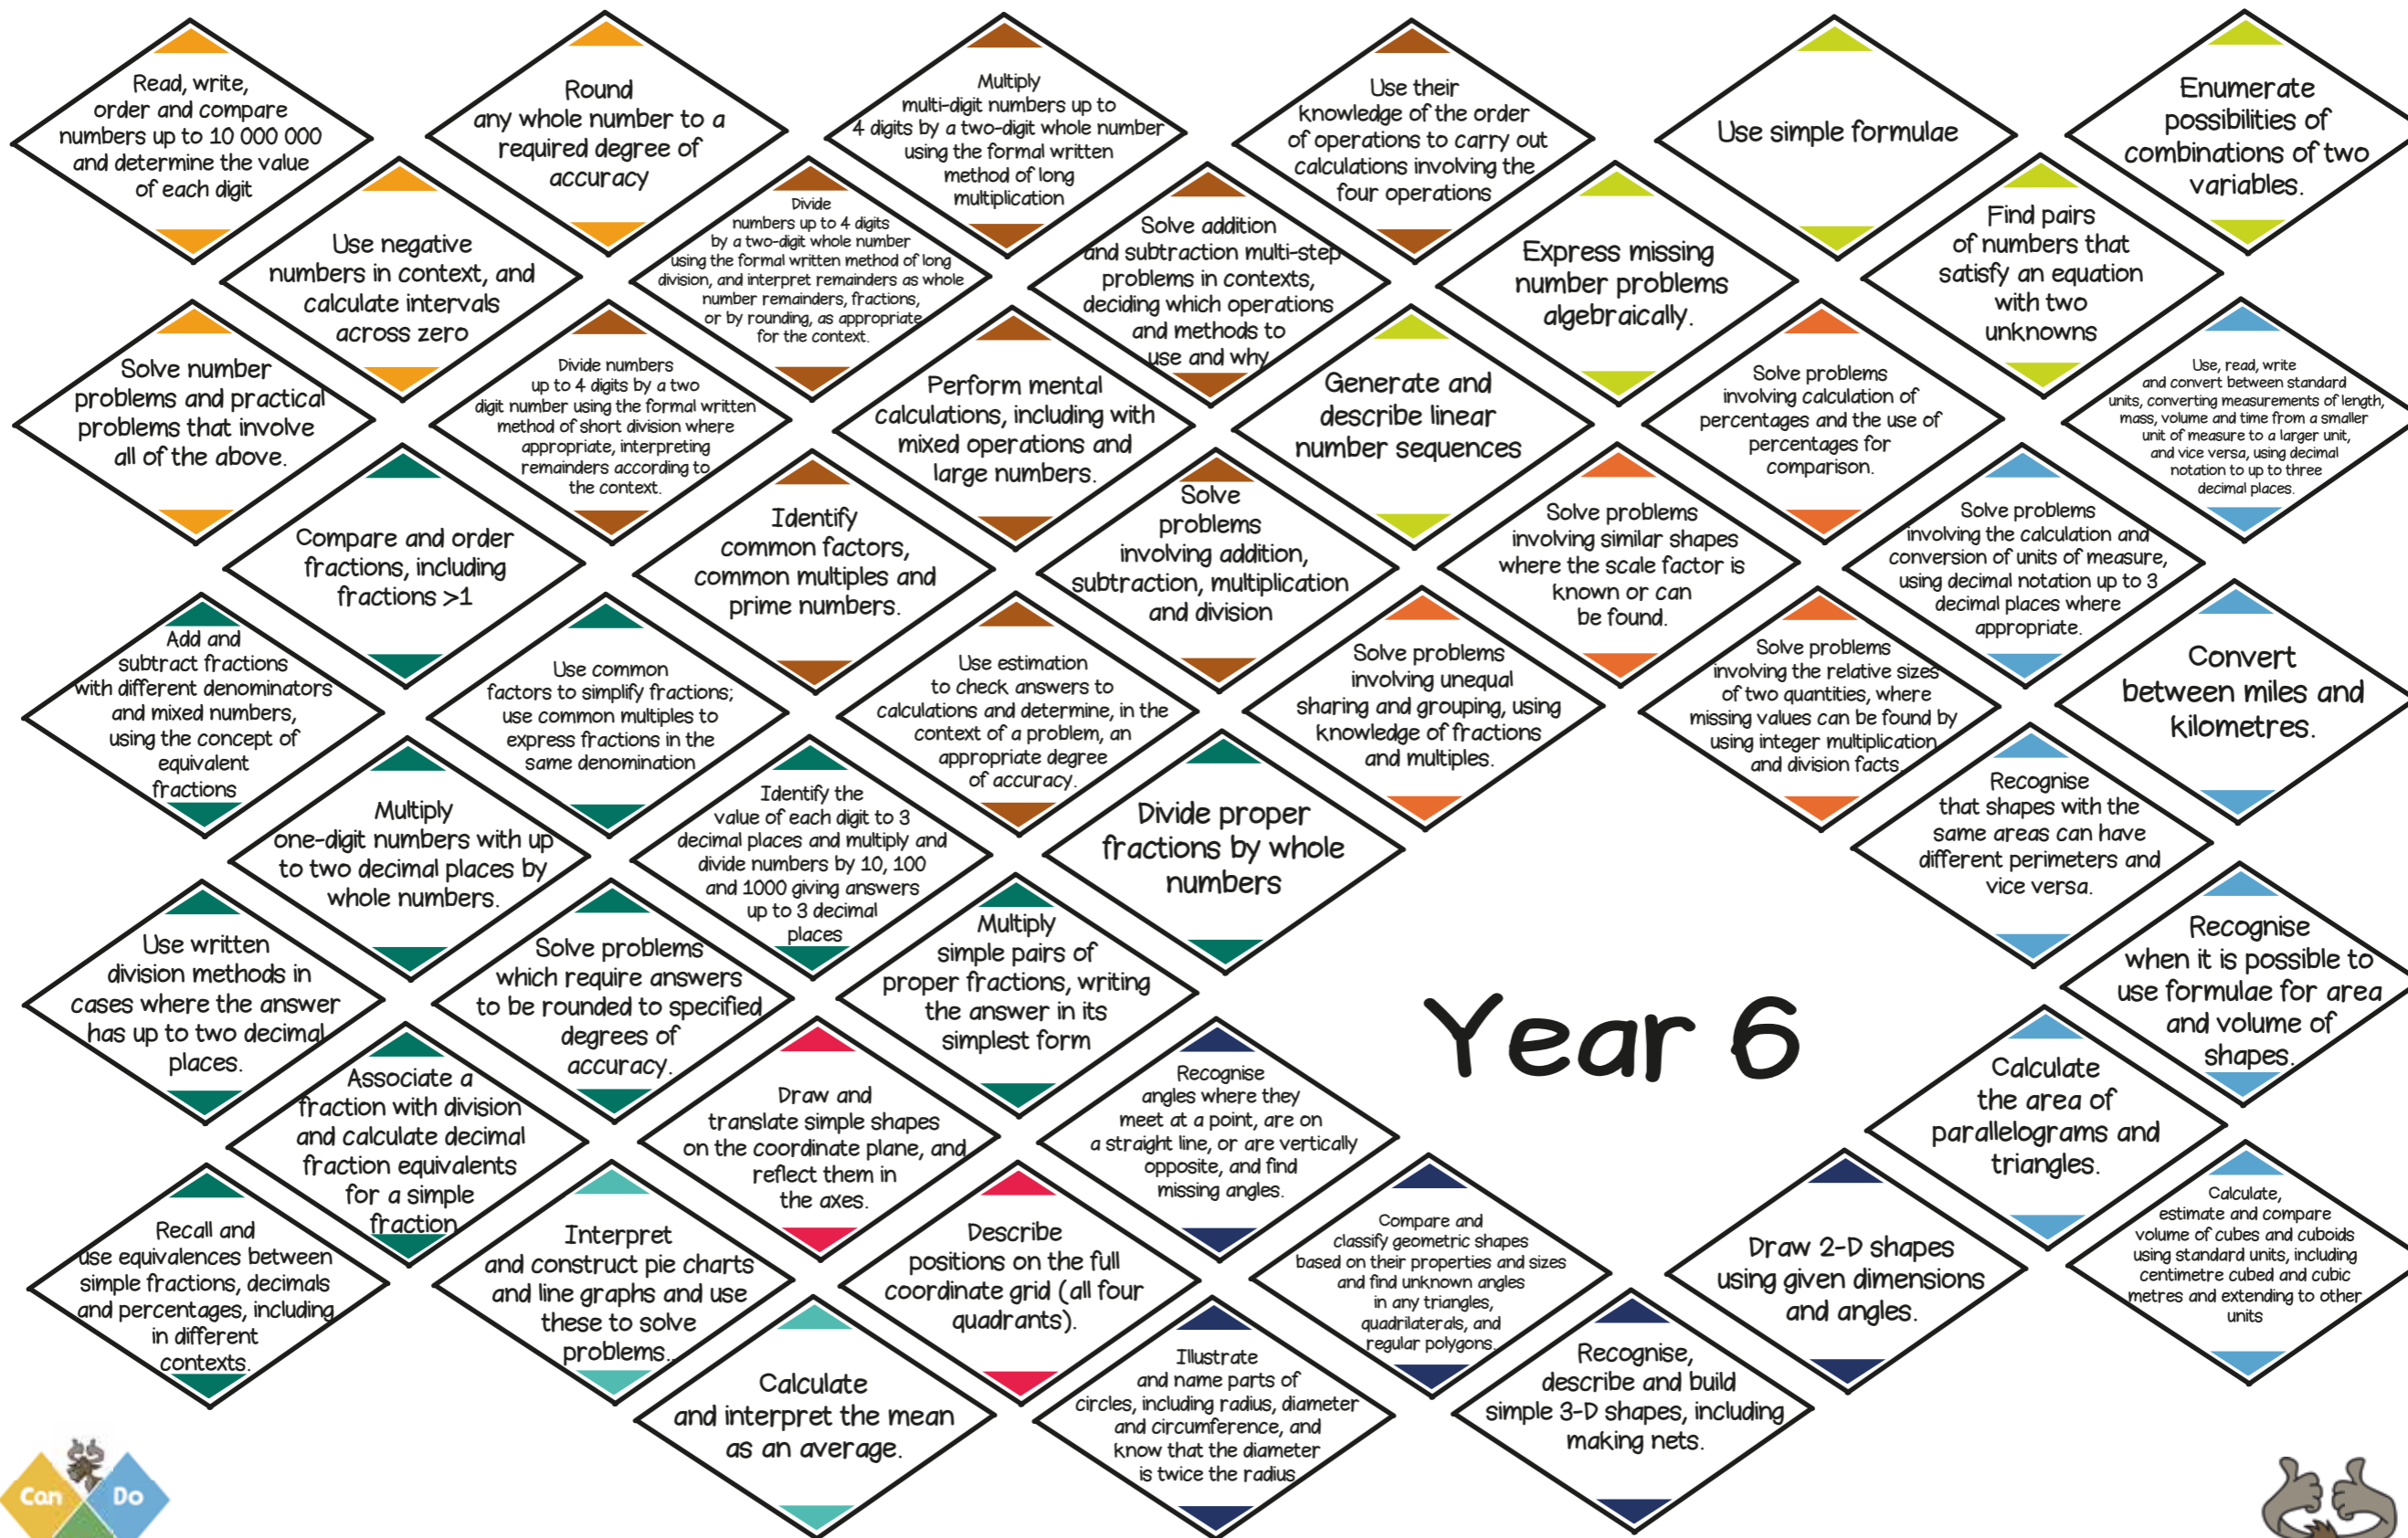 Read, write,
order and compare
numbers up to 10 000 000
and determine the value
of each digit
Round
any whole number to a
required degree of
accuracy
Multiply
multi-digit numbers up to
4 digits by a two-digit whole number
using the formal written
method of long
multiplication
Use their
knowledge of the order
of operations to carry out
calculations involving the
four operations
Use simple formulae
Enumerate
possibilities of
combinations of two
variables.
Use negative
numbers in context, and
calculate intervals
across zero
Divide
numbers up to 4 digits
by a two-digit whole number
using the formal written method of long
division, and interpret remainders as whole
number remainders, fractions,
or by rounding, as appropriate
for the context.
Solve addition
and subtraction multi-step
problems in contexts,
deciding which operations
and methods to
use and why
Express missing
number problems
algebraically.
Find pairs
of numbers that
satisfy an equation
with two
unknowns
Solve number
problems and practical
problems that involve
all of the above.
Divide numbers
up to 4 digits by a two
digit number using the formal written
method of short division where
appropriate, interpreting
remainders according to
the context.
Perform mental
calculations, including with
mixed operations and
large numbers.
Generate and
describe linear
number sequences
Solve problems
involving calculation of
percentages and the use of
percentages for
comparison.
Use, read, write
and convert between standard
units, converting measurements of length,
mass, volume and time from a smaller
unit of measure to a larger unit,
and vice versa, using decimal
notation to up to three
decimal places.
Compare and order
fractions, including
fractions >1
Identify
common factors,
common multiples and
prime numbers.
Solve
problems
involving addition,
subtraction, multiplication
and division
Solve problems
involving similar shapes
where the scale factor is
known or can
be found.
Solve problems
involving the calculation and
conversion of units of measure,
using decimal notation up to 3
decimal places where
appropriate.
Add and
subtract fractions
with different denominators
and mixed numbers,
using the concept of
equivalent
fractions
Use common
factors to simplify fractions;
use common multiples to
express fractions in the
same denomination
Use estimation
to check answers to
calculations and determine, in the
context of a problem, an
appropriate degree
of accuracy.
Solve problems
involving unequal
sharing and grouping, using
knowledge of fractions
and multiples.
Solve problems
involving the relative sizes
of two quantities, where
missing values can be found by
using integer multiplication
and division facts.
Convert
between miles and
kilometres.
Multiply
one-digit numbers with up
to two decimal places by
whole numbers.
Identify the
value of each digit to 3
decimal places and multiply and
divide numbers by 10, 100
and 1000 giving answers
up to 3 decimal
places
Divide proper
fractions by whole
numbers
Recognise
that shapes with the
same areas can have
different perimeters and
vice versa.
Use written
division methods in
cases where the answer
has up to two decimal
places.
Solve problems
which require answers
to be rounded to specified
degrees of
accuracy.
Multiply
simple pairs of
proper fractions, writing
the answer in its
simplest form
Year 6
Recognise
when it is possible to
use formulae for area
and volume of
shapes.
Associate a
fraction with division
and calculate decimal
fraction equivalents
for a simple
fraction
Draw and
translate simple shapes
on the coordinate plane, and
reflect them in
the axes.
Recognise
angles where they
meet at a point, are on
a straight line, or are vertically
opposite, and find
missing angles.
Calculate
the area of
parallelograms and
triangles.
Recall and
use equivalences between
simple fractions, decimals
and percentages, including
in different
contexts.
Interpret
and construct pie charts
and line graphs and use
these to solve
problems.
Describe
positions on the full
coordinate grid (all four
quadrants).
Compare and
classify geometric shapes
based on their properties and sizes
and find unknown angles
in any triangles,
quadrilaterals, and
regular polygons.
Draw 2-D shapes
using given dimensions
and angles.
Calculate,
estimate and compare
volume of cubes and cuboids
using standard units, including
centimetre cubed and cubic
metres and extending to other
units
Calculate
and interpret the mean
as an average.
Illustrate
and name parts of
circles, including radius, diameter
and circumference, and
know that the diameter
is twice the radius
Recognise,
describe and build
simple 3-D shapes, including
making nets.
Can Do